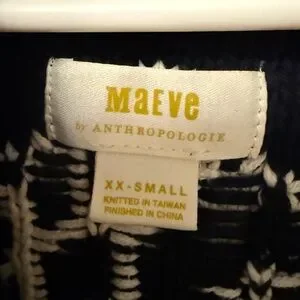 MaEVe
by ANTHROPOLOGIE
XX-SMALL
KNITTED IN TAIWAN
FINISHED IN CHINA